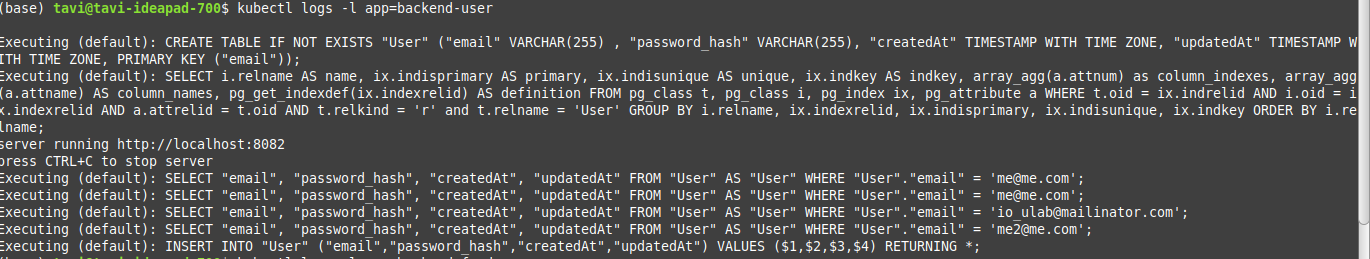 (base) tavi@tavi-ideapad-700$ kubectl logs -l app=backend-user
Executing (default): CREATE TABLE IF NOT EXISTS "User" ("email" VARCHAR(255) , "password_hash" VARCHAR(255), "createdAt" TIMESTAMP WITH TIME ZONE, "updatedAt" TIMESTAMP W
ITH TIME ZONE, PRIMARY KEY ("email"));
Executing (default): SELECT i.relname AS name, ix.indisprimary AS primary, ix.indisunique AS unique, ix.indkey AS indkey, array_agg(a.attnum) as column_indexes, array_agg
(a.attname) AS column_names, pg_get_indexdef(ix.indexrelid) AS definition FROM pg_class t, pg_class i, pg_index ix, pg_attribute a WHERE t.oid = ix.indrelid AND i.oid = i
x.indexrelid AND a.attrelid = t.oid AND t.relkind = 'r' and t.relname = 'User' GROUP BY i.relname, ix.indexrelid, ix.indisprimary, ix.indisunique, ix.indkey ORDER BY i.re
lname;
server running http://localhost:8082
press CTRL+C to stop server
Executing (default): SELECT "email", "password_hash", "createdAt", "updatedAt" FROM "User" AS "User" WHERE "User"."email" = 'me@me.com';
Executing (default): SELECT "email", "password_hash", "createdAt", "updatedAt" FROM "User" AS "User" WHERE "User"."email" = 'me@me.com';
Executing (default): SELECT "email", "password_hash", "createdAt", "updatedAt" FROM "User" AS "User" WHERE "User"."email" = 'io_ulab@mailinator.com';
Executing (default): SELECT "email", "password_hash", "createdAt", "updatedAt" FROM "User" AS "User" WHERE "User"."email" = 'me2@me.com';
Executing (default): INSERT INTO "User" ("email","password_hash","createdAt","updatedAt") VALUES ($1,$2,$3,$4) RETURNING *;